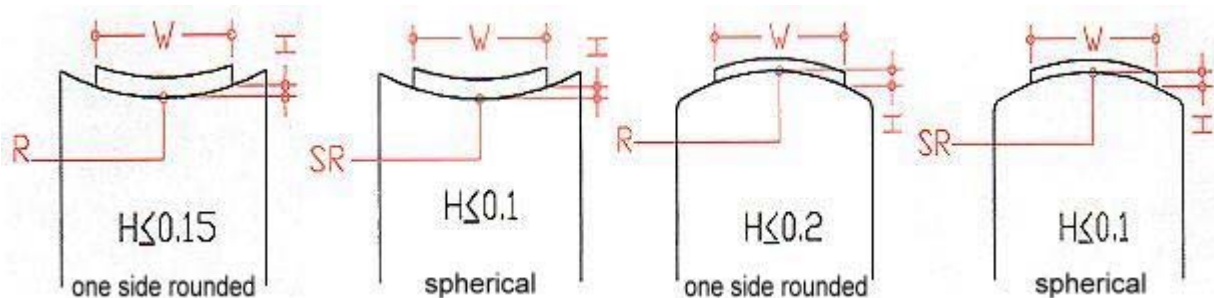 W H
R
H≤0.15
one side rounded
W H
SR
H≤0.1
spherical
W
H
R
H≤0.2
one side rounded
W
H
SR
H≤0.1
spherical